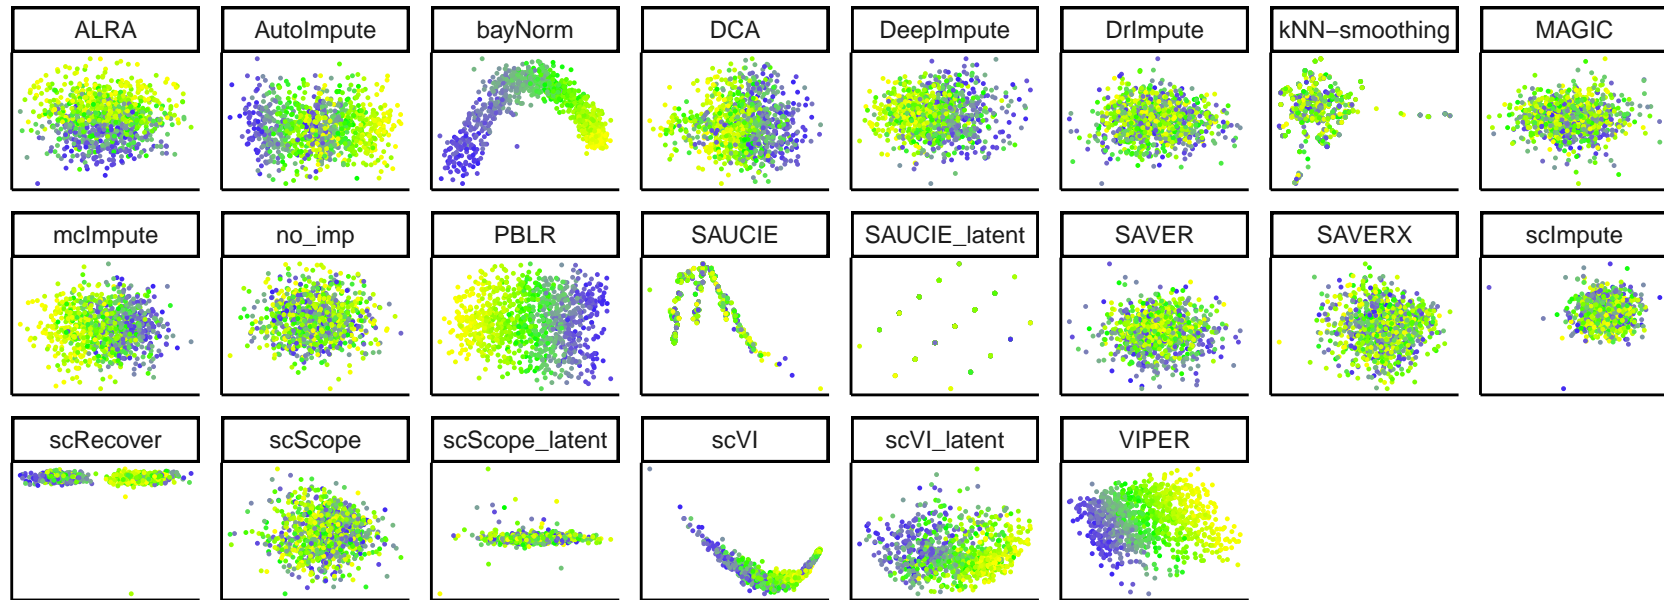 ALRA AutoImpute bayNorm DCA DeepImpute DrImpute kNN−smoothing MAGIC
mcImpute no_imp PBLR SAUCIE SAUCIE_latent SAVER SAVERX scImpute
scRecover scScope scScope_latent scVI scVI_latent VIPER